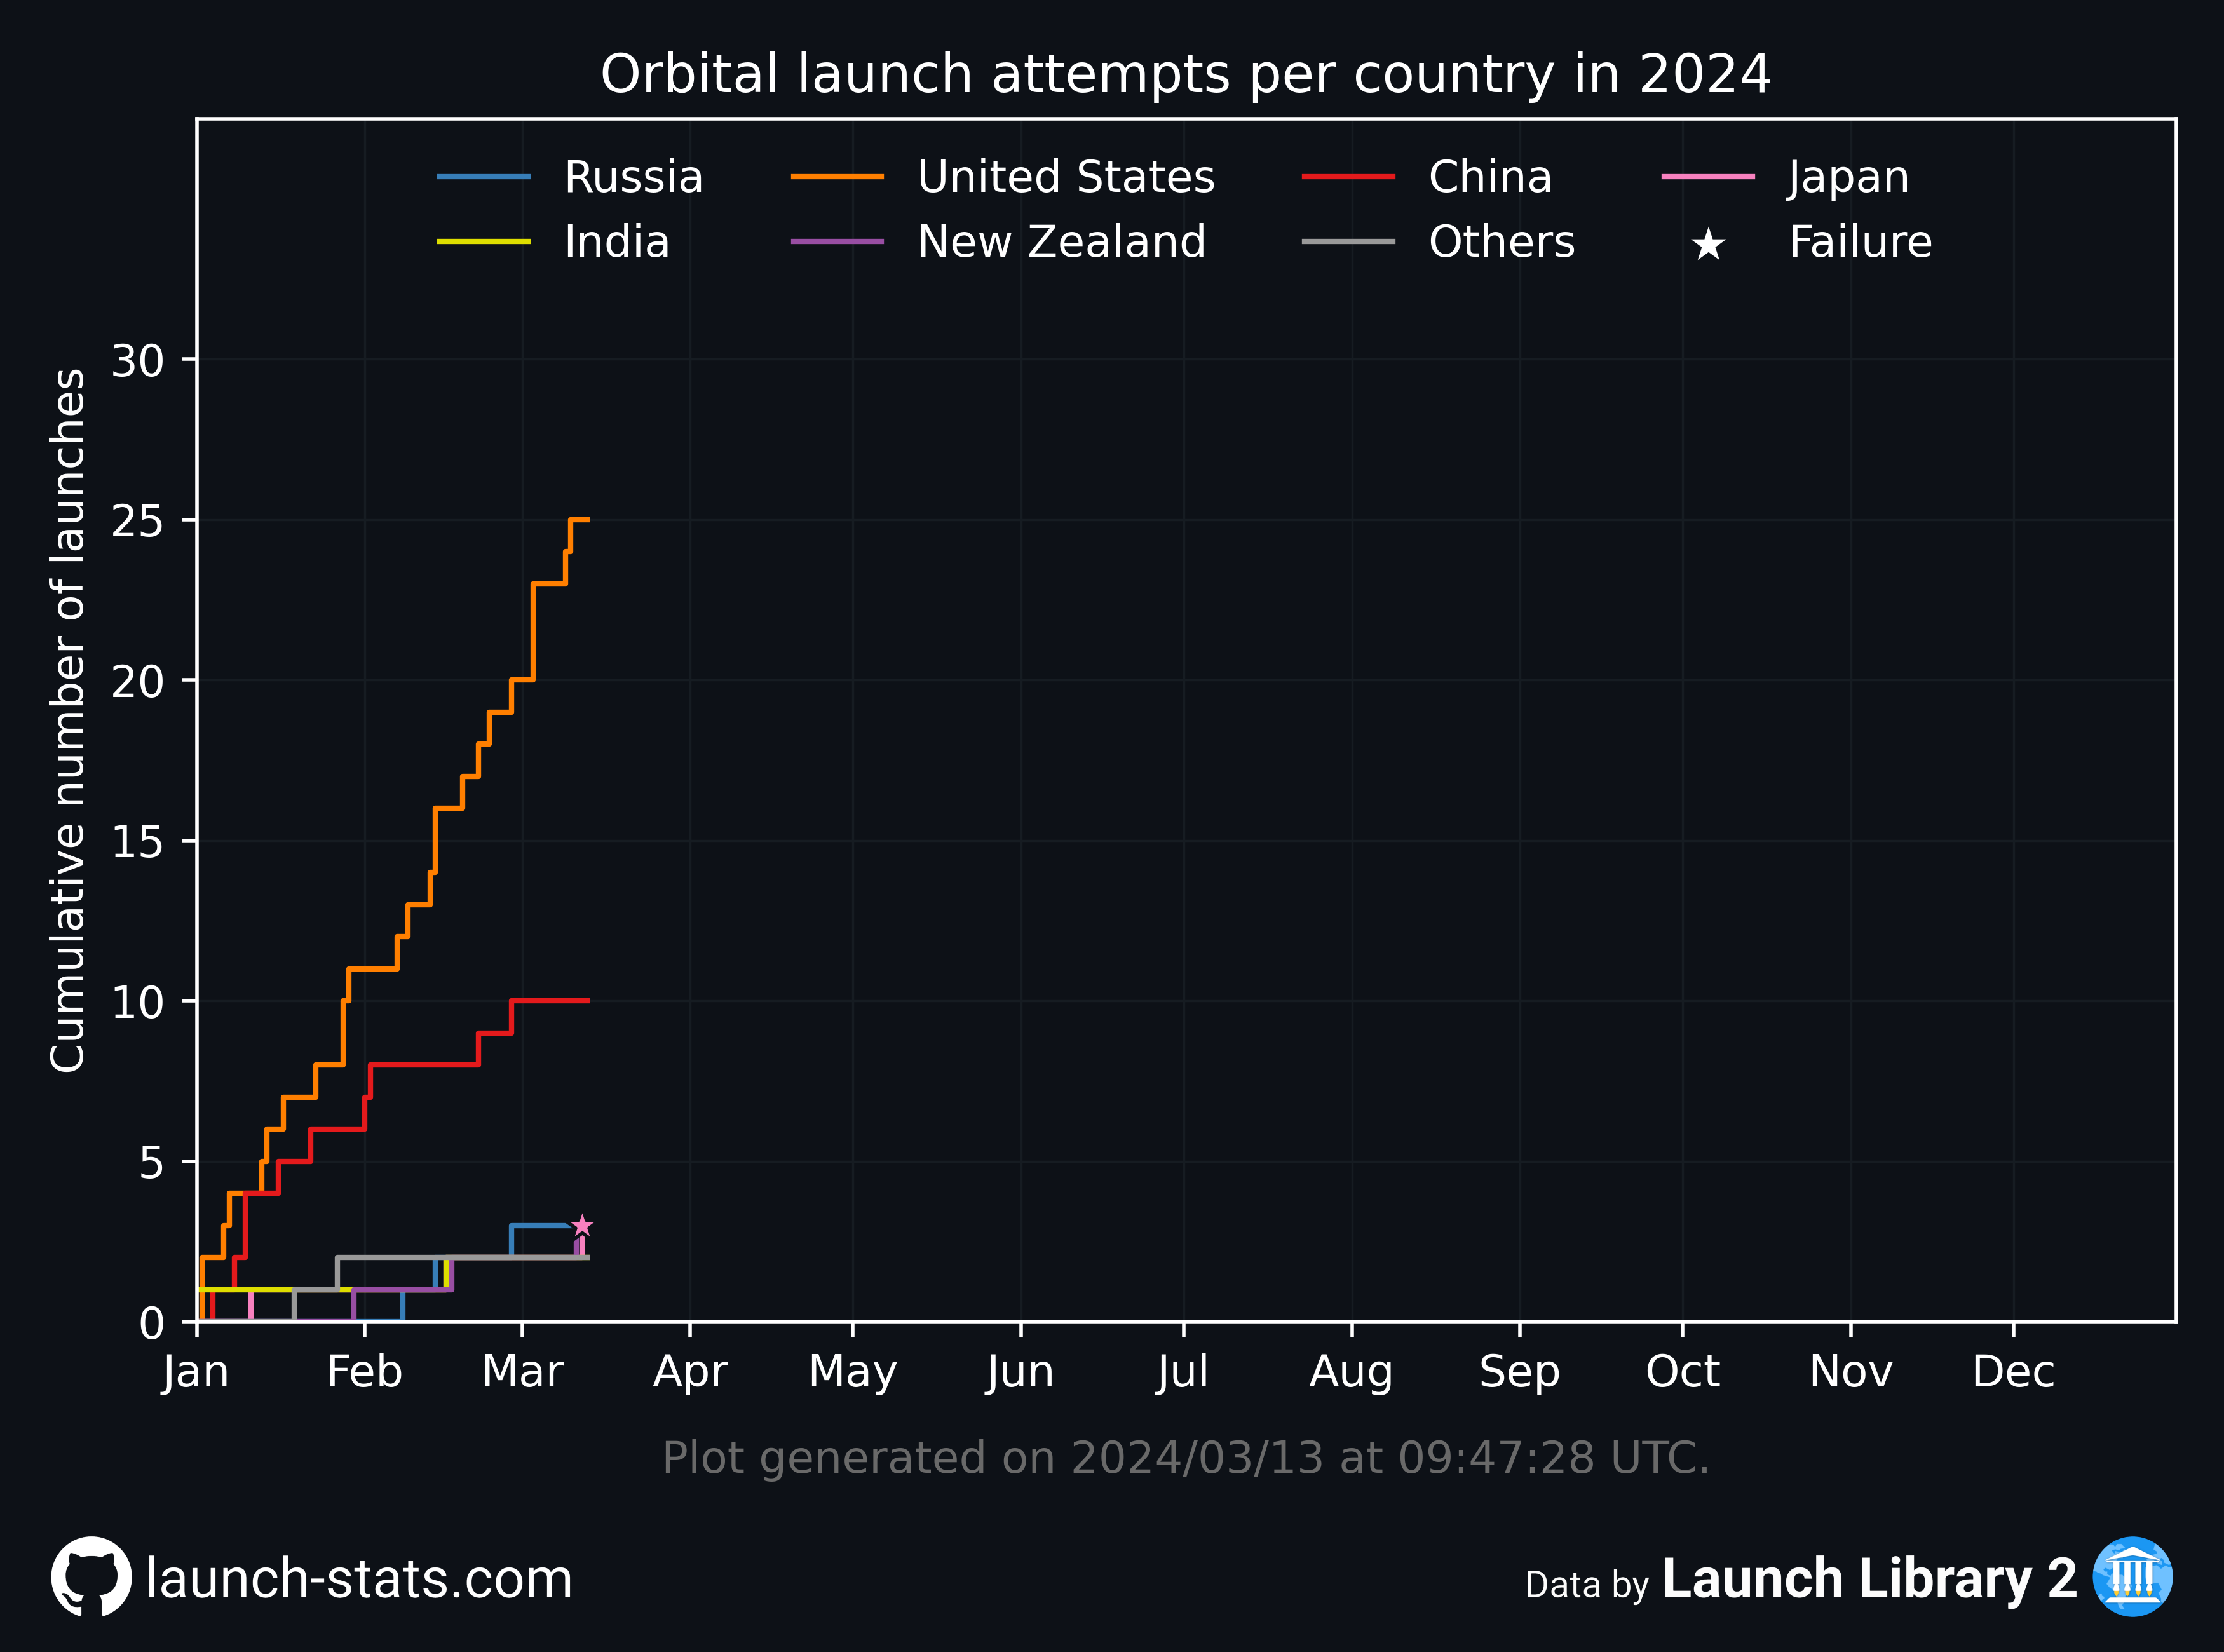 Orbital launch attempts per country in 2024
Russia United States China Japan
India New Zealand Others Failure
Cumulative number of launches
30
25
20
15
10
5
0
Jan Feb Mar Apr May Jun Jul Aug Sep Oct Nov Dec
Plot generated on 2024/03/13 at 09:47:28 UTC.
launch-stats.com
Data by Launch Library 2